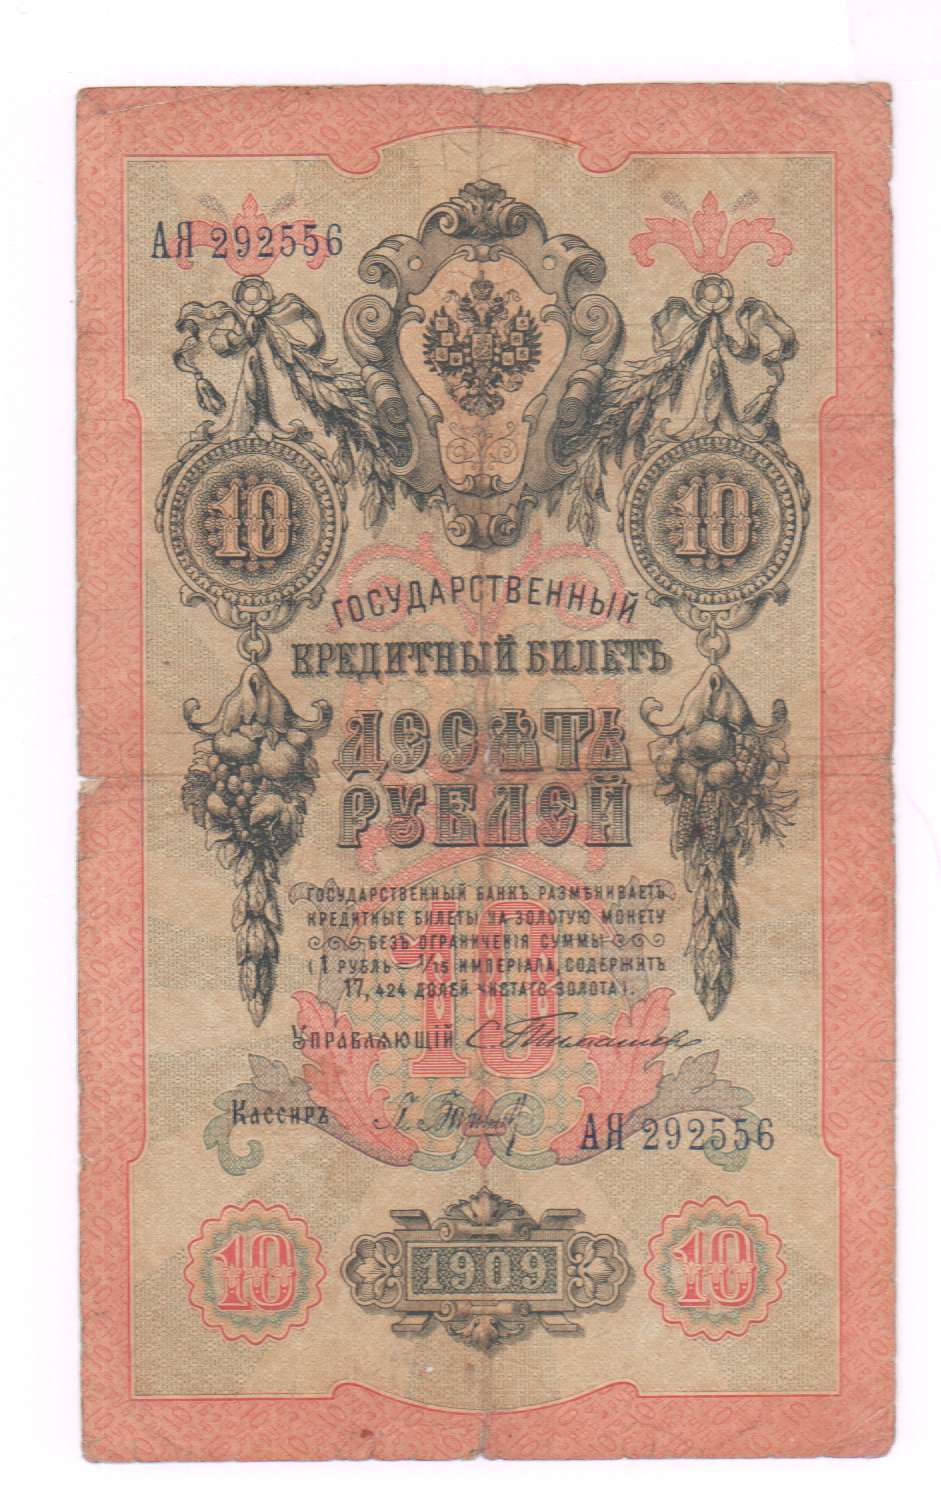 АЯ 292556
10
10
ГОСУДАРСТВЕННЫЙ
КРЕДИТНЫЙ БИЛЕТЪ
ДЕСЯТЬ
РУБЛЕЙ
ГОСУДАРСТВЕННЫЙ БАНКЪ РАЗМѢНИВАЕТЪ
КРЕДИТНЫЕ БИЛЕТЫ НА ЗОЛОТУЮ МОНЕТУ
БЕЗЪ ОГРАНИЧЕНІЯ СУММЫ
(1 РУБЛЬ = 1/15 ИМПЕРІАЛА, СОДЕРЖИТЪ
17,424 ДОЛЕЙ ЧИСТАГО ЗОЛОТА).
10
УПРАВЛЯЮЩІЙ С. Тимашевъ
КАССИРЪ
АЯ 292556
10
1909
10